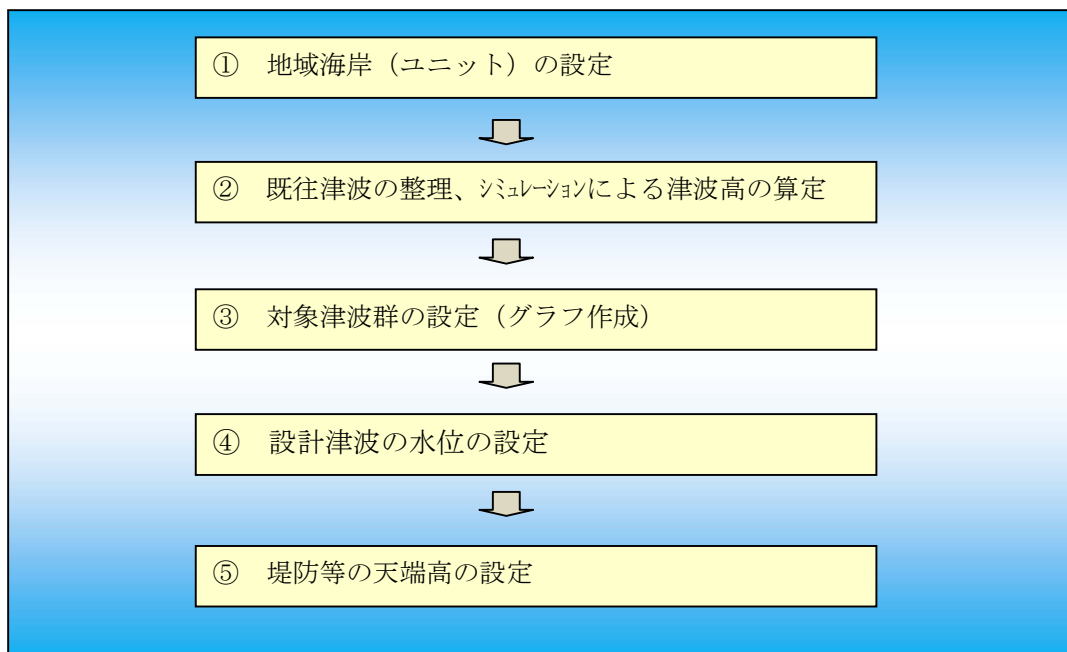 ① 地域海岸（ユニット）の設定
② 既往津波の整理、ｼﾐｭﾚｰｼｮﾝによる津波高の算定
③ 対象津波群の設定（グラフ作成）
④ 設計津波の水位の設定
⑤ 堤防等の天端高の設定